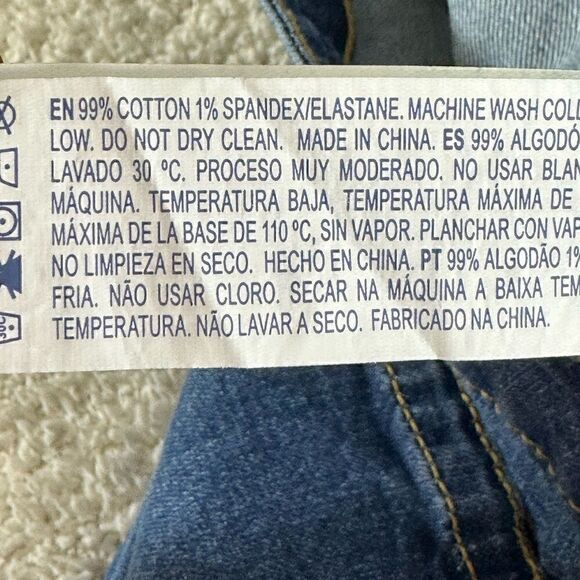 EN 99% COTTON 1% SPANDEX/ELASTANE. MACHINE WASH COL
LOW. DO NOT DRY CLEAN. MADE IN CHINA. ES 99% ALGODÓ
LAVADO 30 ºC. PROCESO MUY MODERADO. NO USAR BLAN
MÁQUINA. TEMPERATURA BAJA, TEMPERATURA MÁXIMA DE
MÁXIMA DE LA BASE DE 110 ºC, SIN VAPOR. PLANCHAR CON VAP
NO LIMPIEZA EN SECO. HECHO EN CHINA. PT 99% ALGODÃO 1%
FRIA. NÃO USAR CLORO. SECAR NA MÁQUINA A BAIXA TEM
TEMPERATURA. NÃO LAVAR A SECO. FABRICADO NA CHINA.
30C